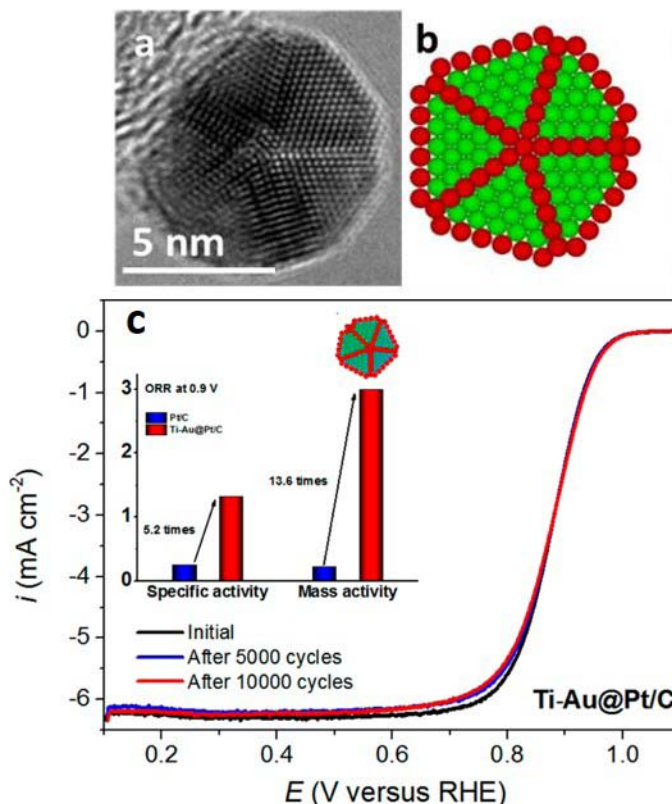 a
5 nm
b
c
0
-1
-2
-3
-4
-5
-6
i (mA cm-2)
ORR at 0.9 V
Pt/C
Ti-Au@Pt/C
3
2
1
0
5.2 times
13.6 times
Specific activity
Mass activity
Initial
After 5000 cycles
After 10000 cycles
Ti-Au@Pt/C
0.2
0.4
0.6
0.8
1.0
E (V versus RHE)